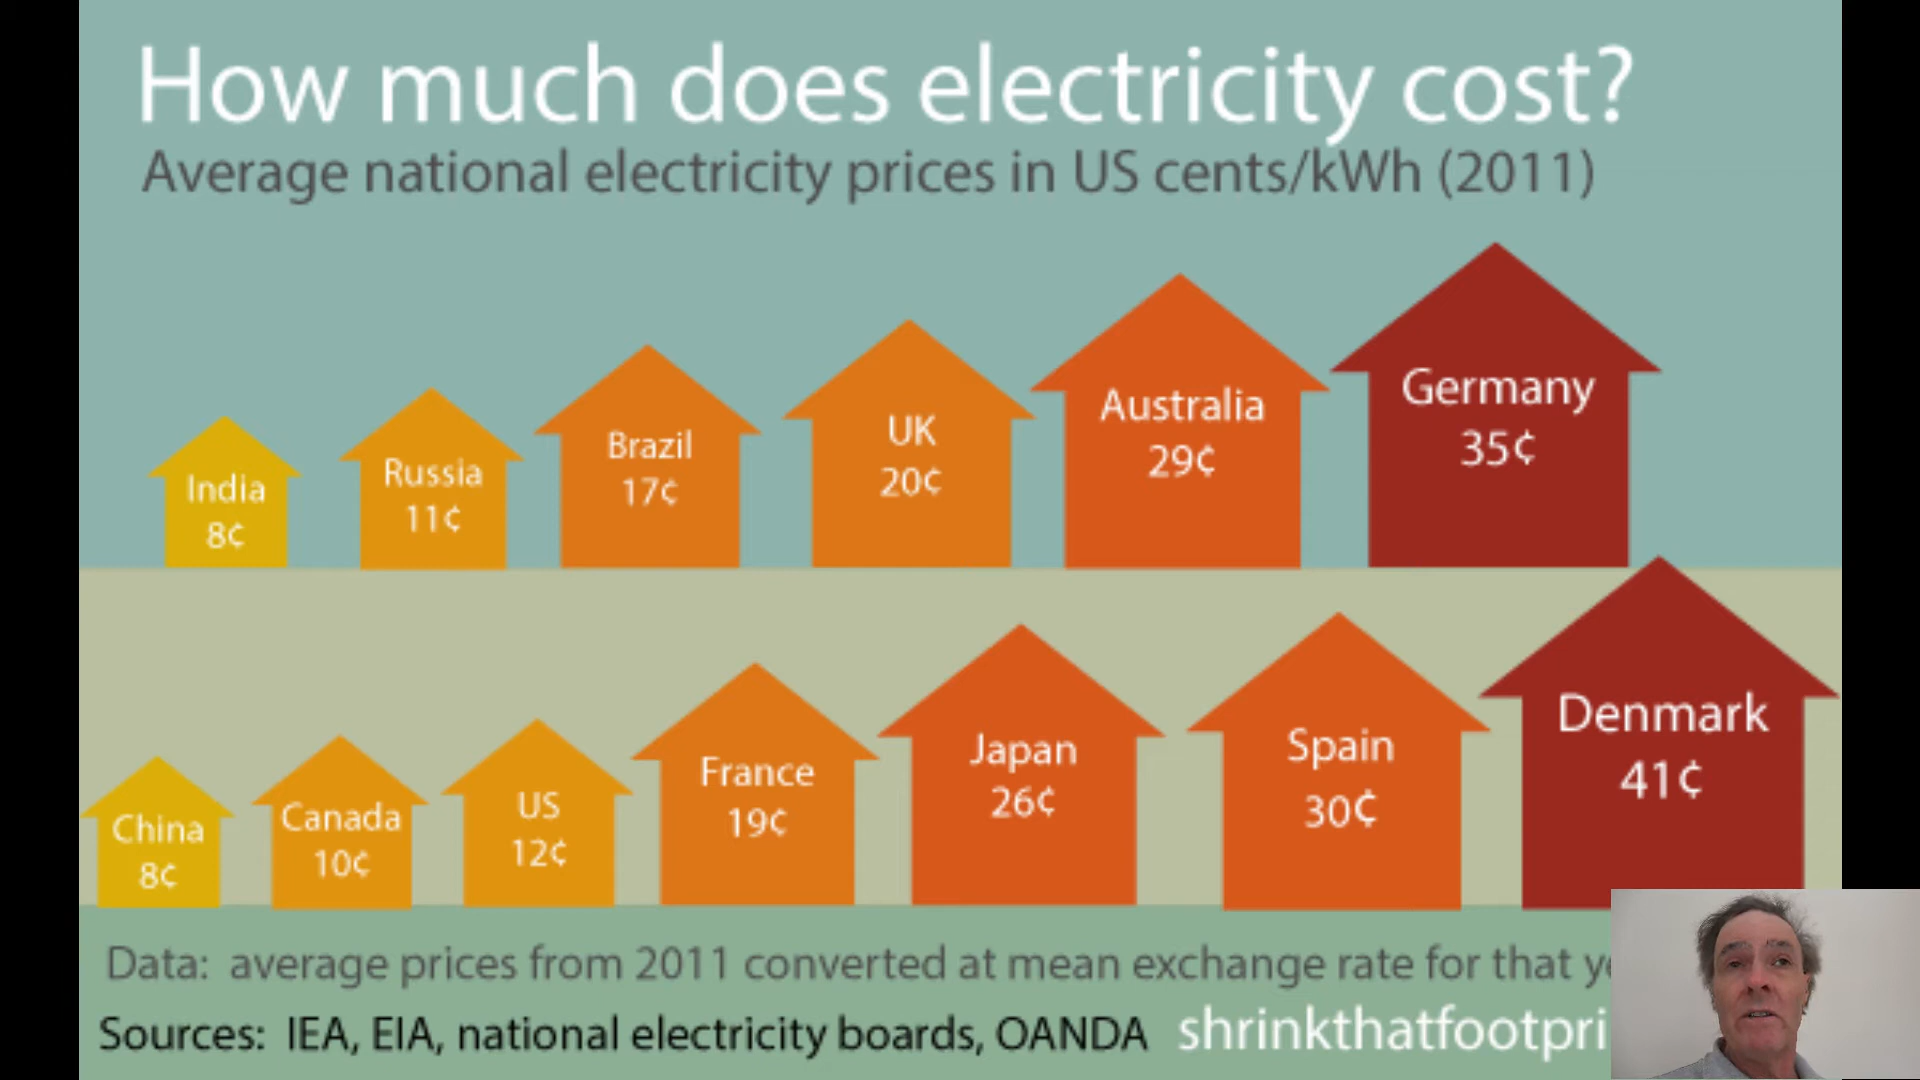 How much does electricity cost?
Average national electricity prices in US cents/kWh (2011)
India
8¢
Russia
11¢
Brazil
17¢
UK
20¢
Australia
29¢
Germany
35¢
China
8¢
Canada
10¢
US
12¢
France
19¢
Japan
26¢
Spain
30¢
Denmark
41¢
Data: average prices from 2011 converted at mean exchange rate for that
Sources: IEA, EIA, national electricity boards, OANDA shrinkthatfootpri